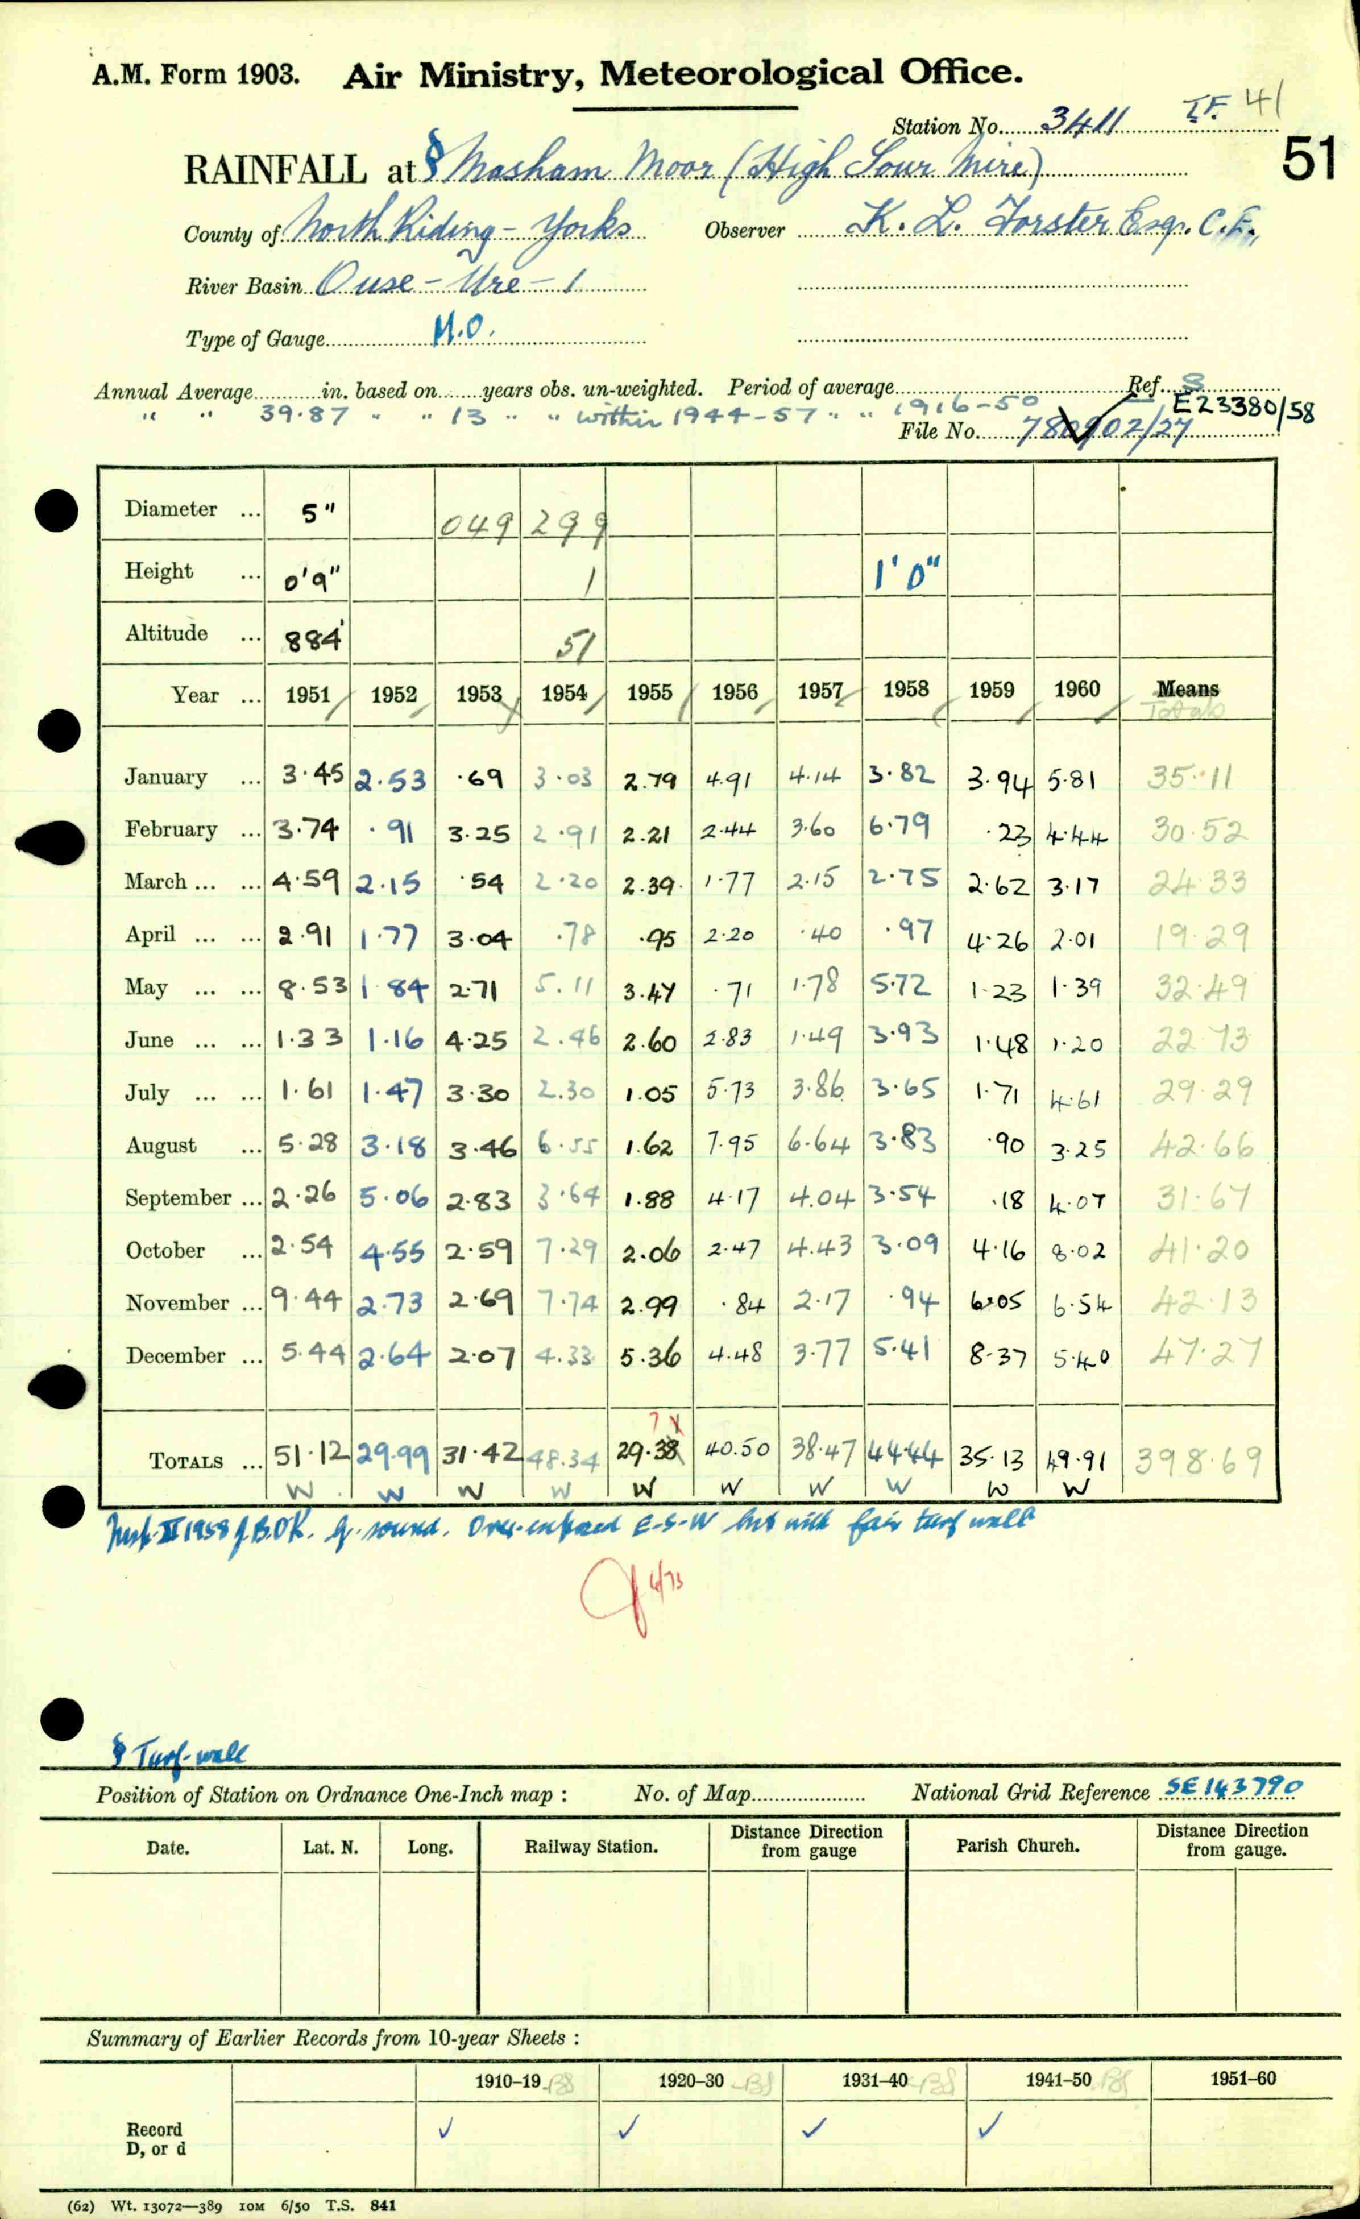 A.M. Form 1903. Air Ministry, Meteorological Office.
Station No. 3411 I.F. 41
51
RAINFALL at § Masham Moor (High Sour Mire)
County of North Riding - Yorks Observer K. L. Forster Esqr. C.E.,
River Basin Ouse - Ure - 1
Type of Gauge M.O.
Annual Average in. based on years obs. un-weighted. Period of average Ref. S
" " 39.87 " " 13 " " within 1944-57 " " 1916-50 E23380/58
File No. 780902/27
Diameter ... 5" 049 299
Height ... 0'9" 1 1'0"
Altitude ... 884' 51
Year ... 1951 1952 1953 1954 1955 1956 1957 1958 1959 1960 Means
Totals
January ... 3.45 2.53 .69 3.03 2.79 4.91 4.14 3.82 3.94 5.81 35.11
February ... 3.74 .91 3.25 2.91 2.21 2.44 3.60 6.79 .23 4.44 30.52
March ... ... 4.59 2.15 .54 2.20 2.39 1.77 2.15 2.75 2.62 3.17 24.33
April ... ... 2.91 1.77 3.04 .78 .95 2.20 .40 .97 4.26 2.01 19.29
May ... ... 8.53 1.84 2.71 5.11 3.47 .71 1.78 5.72 1.23 1.39 32.49
June ... ... 1.33 1.16 4.25 2.46 2.60 2.83 1.49 3.93 1.48 1.20 22.73
July ... ... 1.61 1.47 3.30 2.30 1.05 5.73 3.86 3.65 1.71 4.61 29.29
August ... 5.28 3.18 3.46 6.55 1.62 7.95 6.64 3.83 .90 3.25 42.66
September ... 2.26 5.06 2.83 3.64 1.88 4.17 4.04 3.54 .18 4.07 31.67
October ... 2.54 4.55 2.59 7.29 2.06 2.47 4.43 3.09 4.16 8.02 41.20
November ... 9.44 2.73 2.69 7.74 2.99 .84 2.17 .94 6.05 6.54 42.13
December ... 5.44 2.64 2.07 4.33 5.36 4.48 3.77 5.41 8.37 5.40 47.27
7
TOTALS ... 51.12 29.99 31.42 48.34 29.38 40.50 38.47 44.44 35.13 49.91 398.69
W W W W W W W W W W
Insp. II 1958 J.B.OK. g. sound. Over-exposed E-S-W but with fair turf wall
4/73
§ Turf-wall
Position of Station on Ordnance One-Inch map : No. of Map National Grid Reference SE 143790
Date. Lat. N. Long. Railway Station. Distance from gauge Direction Parish Church. Distance from gauge. Direction
Summary of Earlier Records from 10-year Sheets :
1910-19 1920-30 1931-40 1941-50 1951-60
Record
D, or d ✓ ✓ ✓ ✓
(62) Wt. 13072—389 10M 6/50 T.S. 841